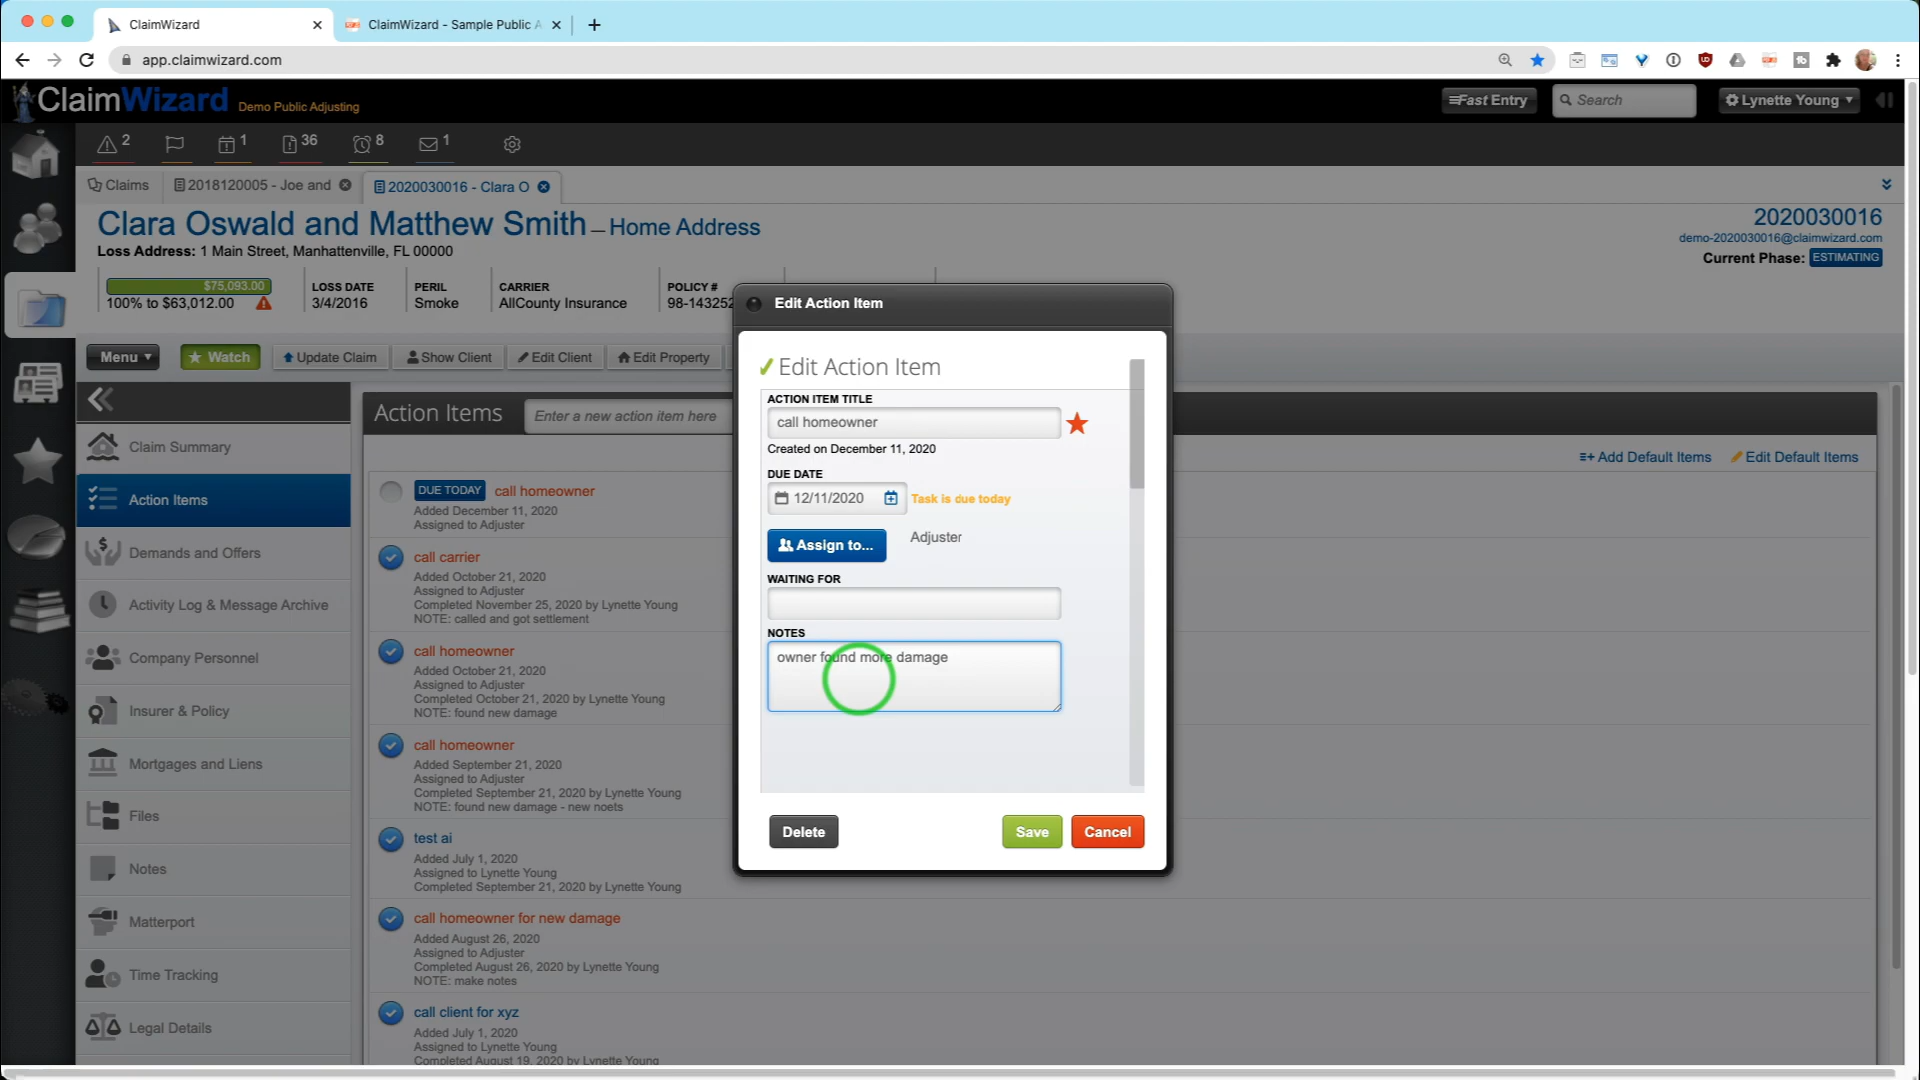 ClaimWizard
ClaimWizard - Sample Public A
app.claimwizard.com
ClaimWizard Demo Public Adjusting
Fast Entry
Search
Lynette Young
2
1
36
8
1
Claims
2018120005 - Joe and
2020030016 - Clara O
Clara Oswald and Matthew Smith – Home Address
2020030016
Loss Address: 1 Main Street, Manhattenville, FL 00000
demo-2020030016@claimwizard.com
Current Phase: ESTIMATING
$75,093.00
100% to $63,012.00
LOSS DATE
3/4/2016
PERIL
Smoke
CARRIER
AllCounty Insurance
POLICY #
98-143252
Menu
Watch
Update Claim
Show Client
Edit Client
Edit Property
Claim Summary
Action Items
Demands and Offers
Activity Log & Message Archive
Company Personnel
Insurer & Policy
Mortgages and Liens
Files
Notes
Matterport
Time Tracking
Legal Details
Action Items
Enter a new action item here
Add Default Items
Edit Default Items
DUE TODAY call homeowner
Added December 11, 2020
Assigned to Adjuster
call carrier
Added October 21, 2020
Assigned to Adjuster
Completed November 25, 2020 by Lynette Young
NOTE: called and got settlement
call homeowner
Added October 21, 2020
Assigned to Adjuster
Completed October 21, 2020 by Lynette Young
NOTE: found new damage
call homeowner
Added September 21, 2020
Assigned to Adjuster
Completed September 21, 2020 by Lynette Young
NOTE: found new damage - new noets
test ai
Added July 1, 2020
Assigned to Lynette Young
Completed September 21, 2020 by Lynette Young
call homeowner for new damage
Added August 26, 2020
Assigned to Adjuster
Completed August 26, 2020 by Lynette Young
NOTE: make notes
call client for xyz
Added July 1, 2020
Assigned to Lynette Young
Completed August 19, 2020 by Lynette Young
Edit Action Item
Edit Action Item
ACTION ITEM TITLE
call homeowner
Created on December 11, 2020
DUE DATE
12/11/2020
Task is due today
Assign to...
Adjuster
WAITING FOR
NOTES
owner found more damage
Delete
Save
Cancel